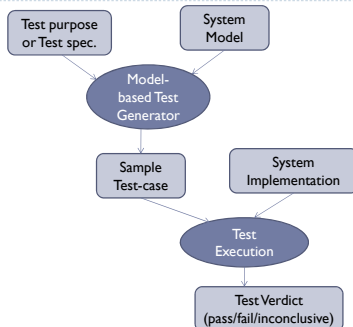 Test purpose
or Test spec.
System
Model
Model-
based Test
Generator
Sample
Test-case
System
Implementation
Test
Execution
Test Verdict
(pass/fail/inconclusive)